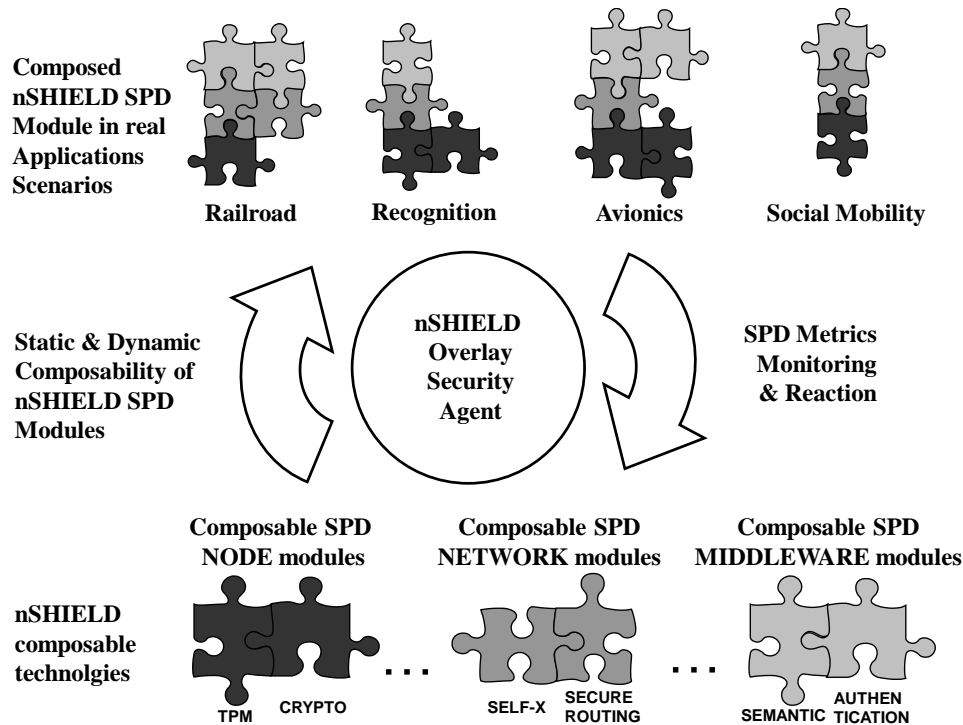 Composed
nSHIELD SPD
Module in real
Applications
Scenarios
Railroad
Recognition
Avionics
Social Mobility
Static & Dynamic
Composability of
nSHIELD SPD
Modules
nSHIELD
Overlay
Security
Agent
SPD Metrics
Monitoring
& Reaction
Composable SPD
NODE modules
Composable SPD
NETWORK modules
Composable SPD
MIDDLEWARE modules
nSHIELD
composable
technolgies
...
...
TPM
CRYPTO
SELF-X
SECURE
ROUTING
SEMANTIC
AUTHEN
TICATION